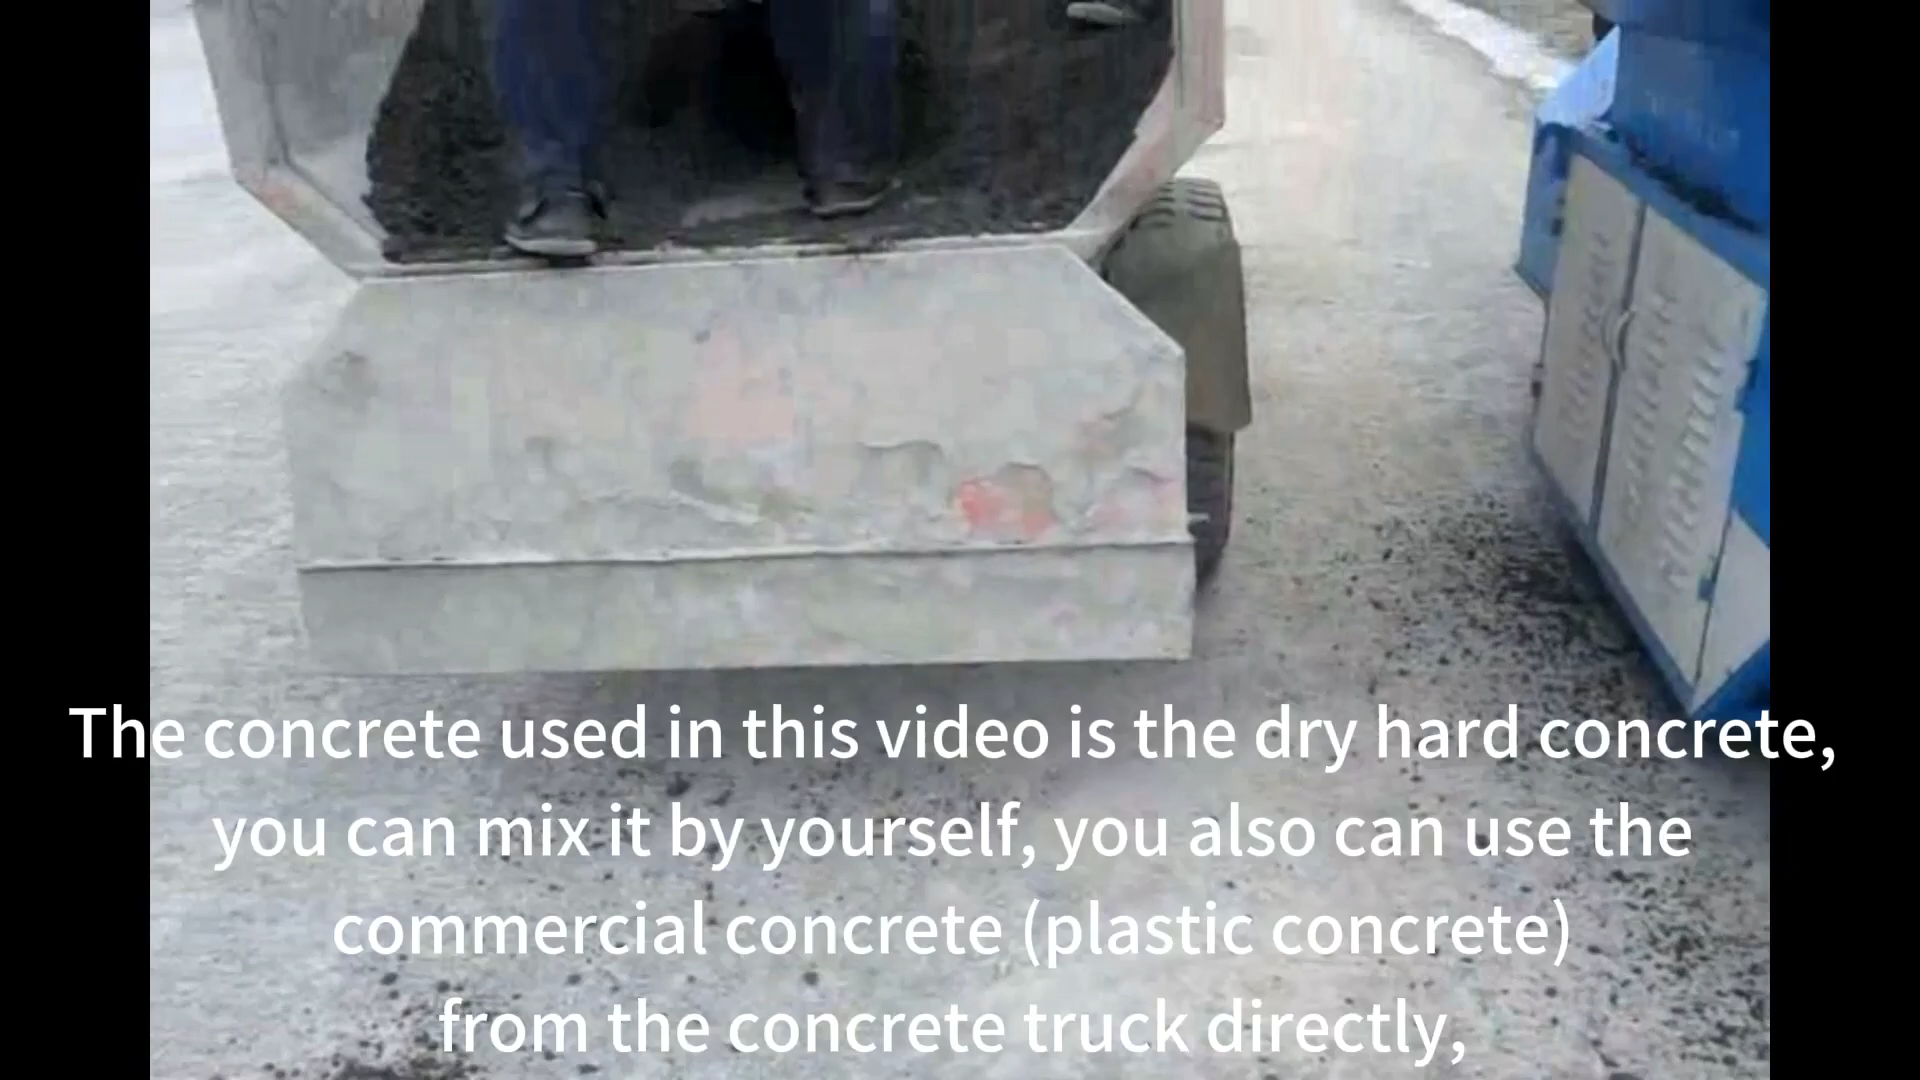 The concrete used in this video is the dry hard concrete,
you can mix it by yourself, you also can use the
commercial concrete (plastic concrete)
from the concrete truck directly,